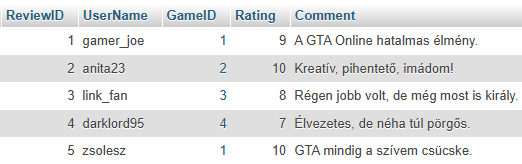 ReviewID UserName GameID Rating Comment
1 gamer_joe 1 9 A GTA Online hatalmas élmény.
2 anita23 2 10 Kreatív, pihentető, imádom!
3 link_fan 3 8 Régen jobb volt, de még most is király.
4 darklord95 4 7 Élvezetes, de néha túl pörgős.
5 zsolesz 1 10 GTA mindig a szívem csücske.